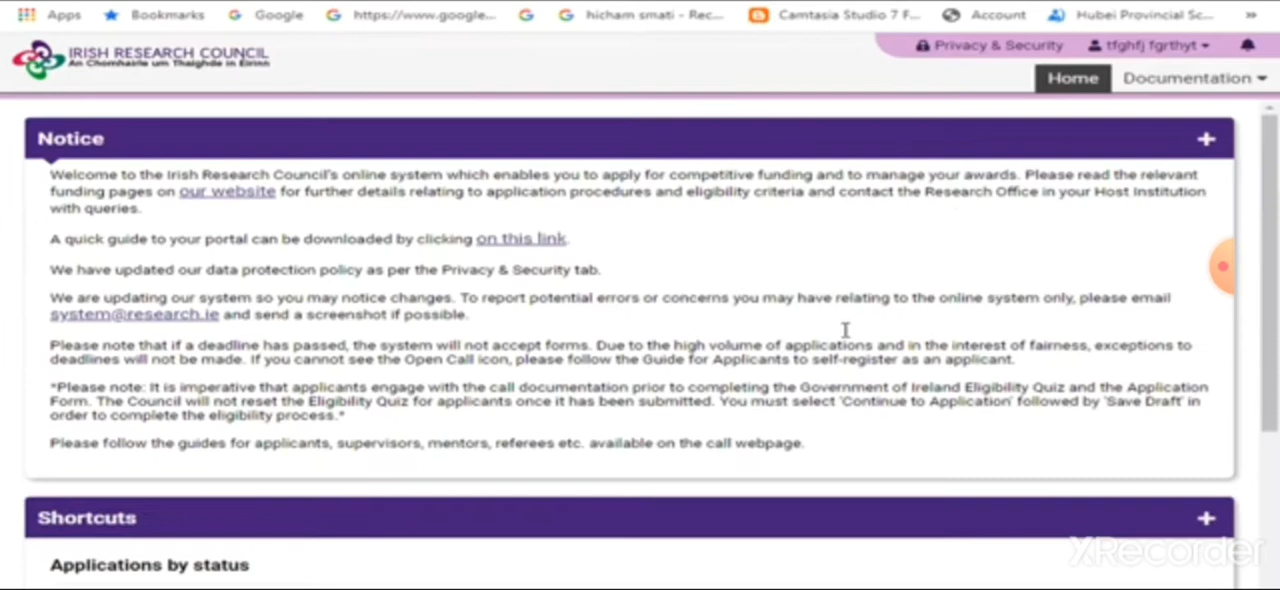 Apps Bookmarks Google https://www.google... hicham smati - Rec... Camtasia Studio 7 F... Account Hubei Provincial Sc... »
IRISH RESEARCH COUNCIL
An Chomhairle um Thaighde in Éirinn
Privacy & Security tfghfj fgrthyt
Home Documentation
Notice
Welcome to the Irish Research Council's online system which enables you to apply for competitive funding and to manage your awards. Please read the relevant
funding pages on our website for further details relating to application procedures and eligibility criteria and contact the Research Office in your Host Institution
with queries.
A quick guide to your portal can be downloaded by clicking on this link.
We have updated our data protection policy as per the Privacy & Security tab.
We are updating our system so you may notice changes. To report potential errors or concerns you may have relating to the online system only, please email
system@research.ie and send a screenshot if possible.
Please note that if a deadline has passed, the system will not accept forms. Due to the high volume of applications and in the interest of fairness, exceptions to
deadlines will not be made. If you cannot see the Open Call icon, please follow the Guide for Applicants to self-register as an applicant.
*Please note: It is imperative that applicants engage with the call documentation prior to completing the Government of Ireland Eligibility Quiz and the Application
Form. The Council will not reset the Eligibility Quiz for applicants once it has been submitted. You must select 'Continue to Application' followed by 'Save Draft' in
order to complete the eligibility process.*
Please follow the guides for applicants, supervisors, mentors, referees etc. available on the call webpage.
Shortcuts
Applications by status
XRecorder